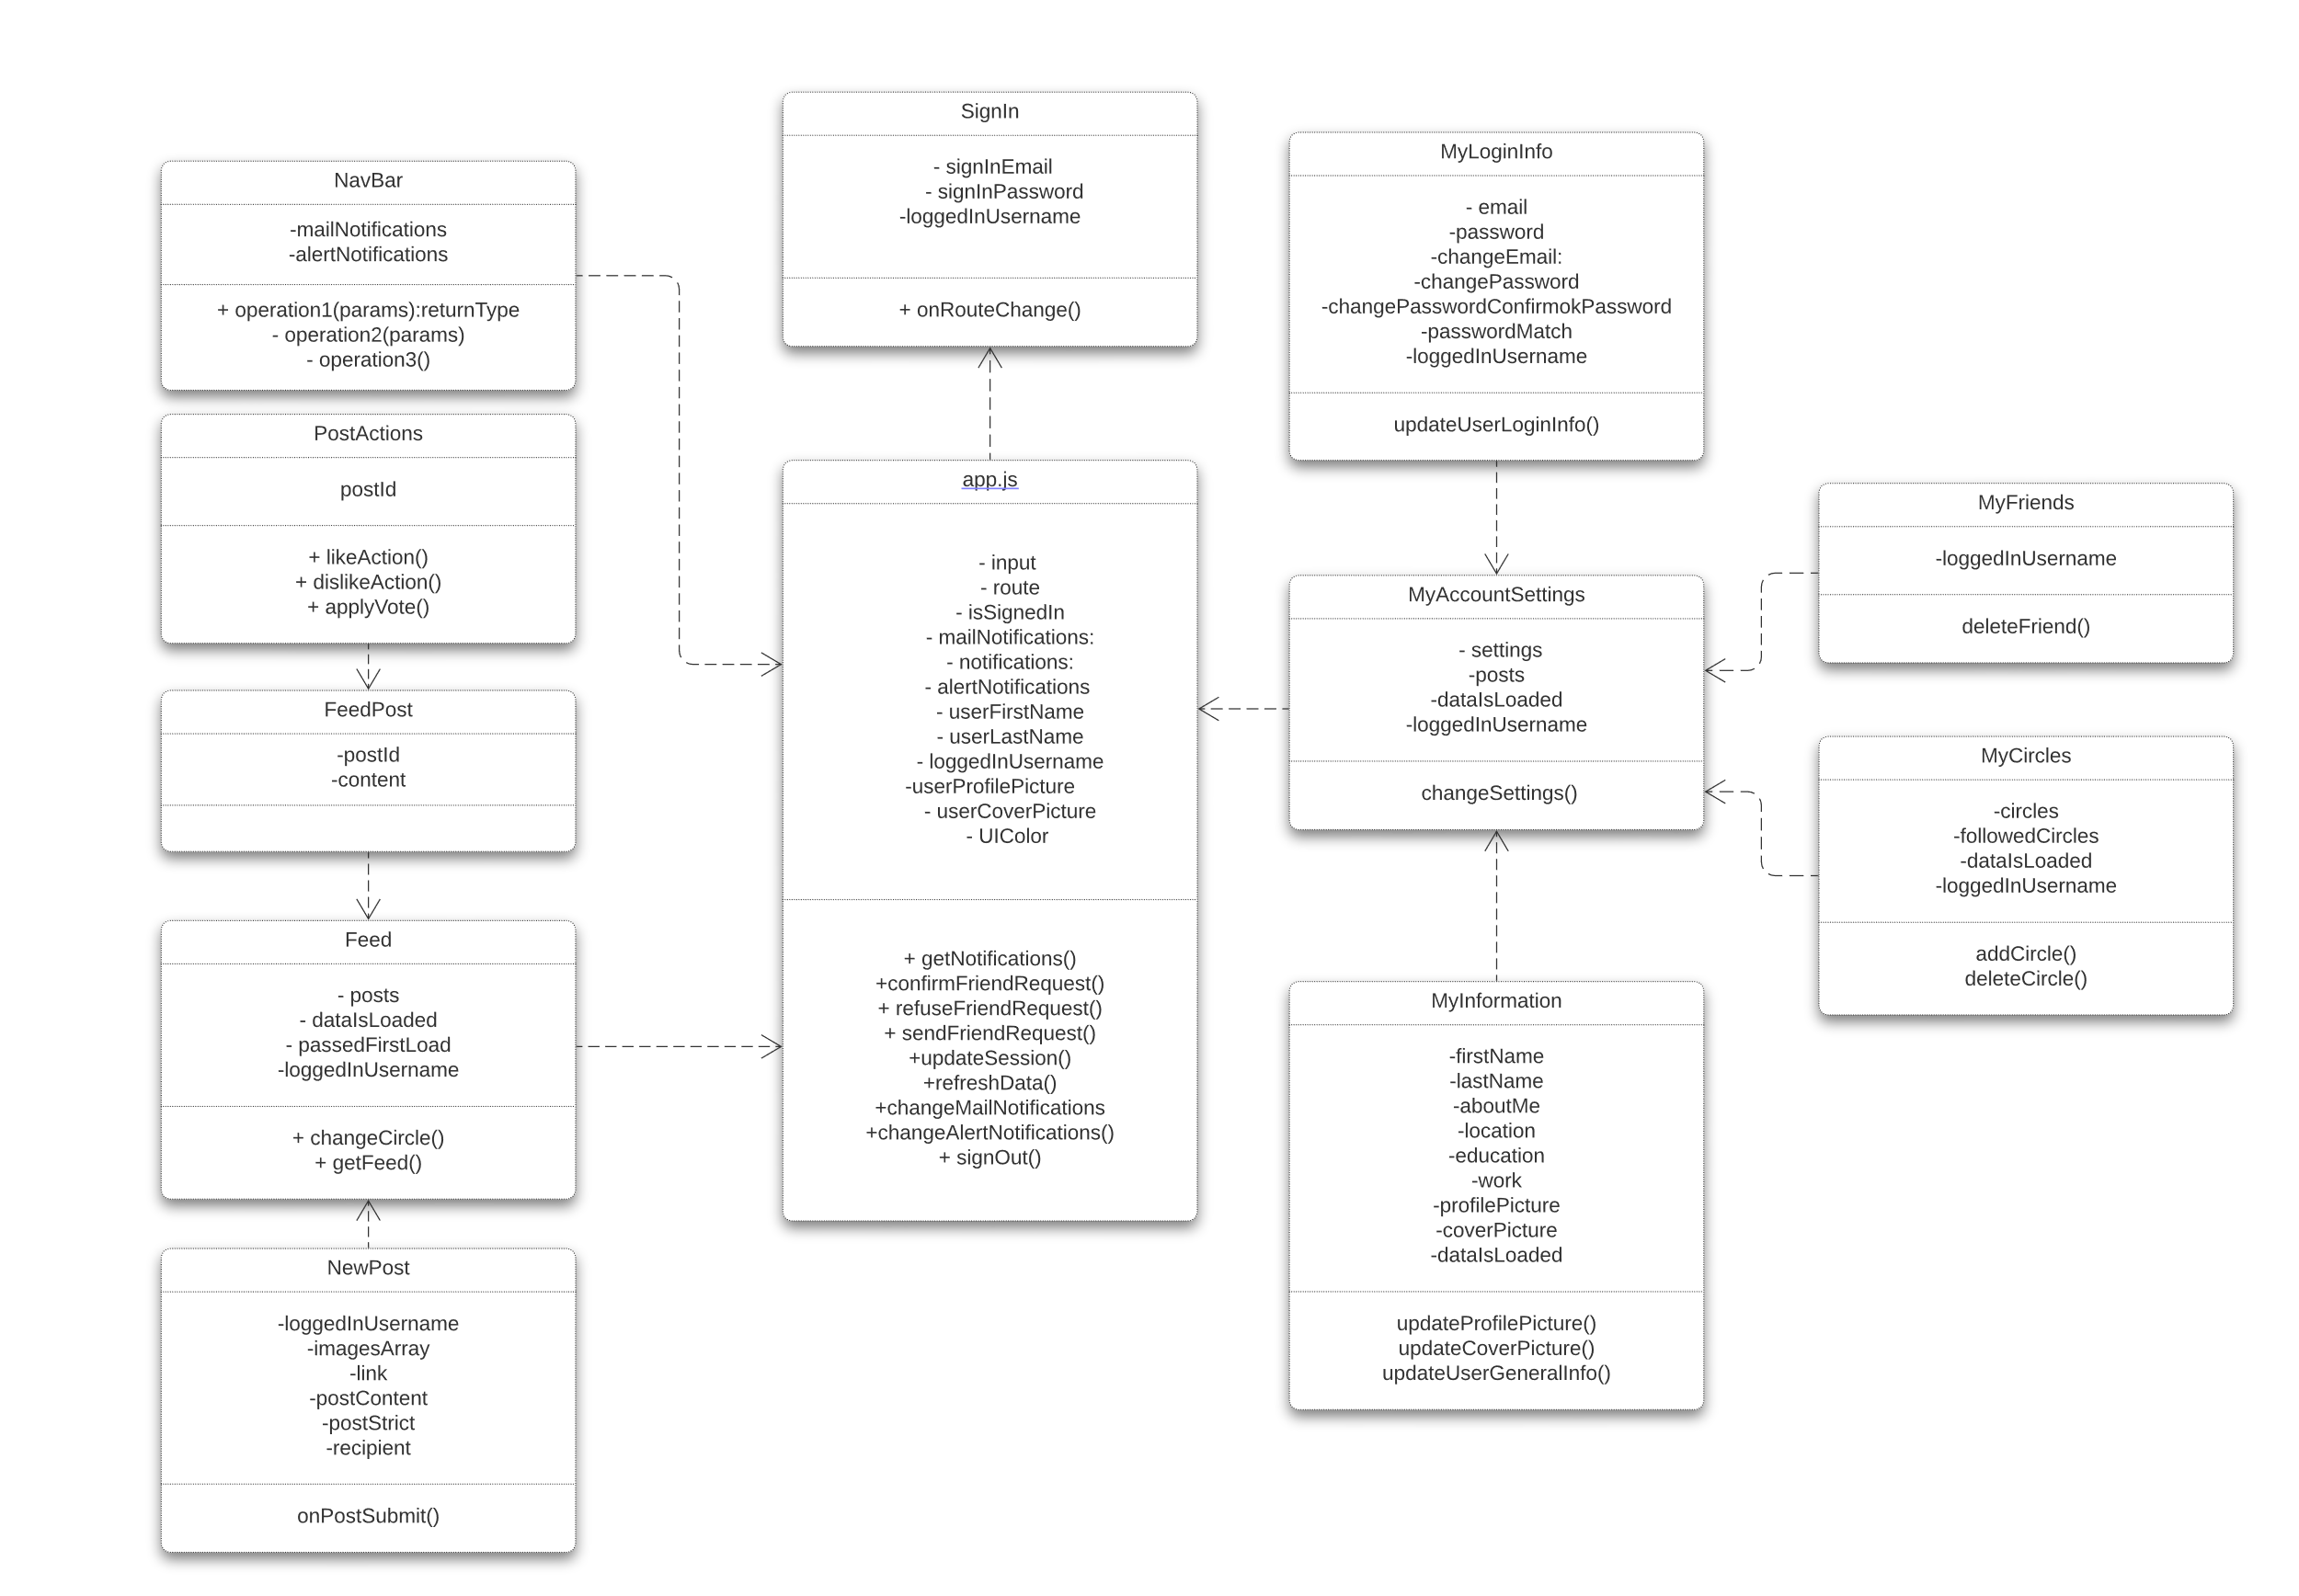 SignIn
- signInEmail
- signInPassword
-loggedInUsername
+ onRouteChange()
MyLoginInfo
- email
-password
-changeEmail:
-changePassword
-changePasswordConfirmokPassword
-passwordMatch
-loggedInUsername
updateUserLoginInfo()
NavBar
-mailNotifications
-alertNotifications
+ operation1(params):returnType
- operation2(params)
- operation3()
PostActions
postId
+ likeAction()
+ dislikeAction()
+ applyVote()
app.js
- input
- route
- isSignedIn
- mailNotifications:
- notifications:
- alertNotifications
- userFirstName
- userLastName
- loggedInUsername
-userProfilePicture
- userCoverPicture
- UIColor
+ getNotifications()
+confirmFriendRequest()
+ refuseFriendRequest()
+ sendFriendRequest()
+updateSession()
+refreshData()
+changeMailNotifications
+changeAlertNotifications()
+ signOut()
MyFriends
-loggedInUsername
deleteFriend()
MyAccountSettings
- settings
-posts
-dataIsLoaded
-loggedInUsername
changeSettings()
FeedPost
-postId
-content
MyCircles
-circles
-followedCircles
-dataIsLoaded
-loggedInUsername
addCircle()
deleteCircle()
Feed
- posts
- dataIsLoaded
- passedFirstLoad
-loggedInUsername
+ changeCircle()
+ getFeed()
MyInformation
-firstName
-lastName
-aboutMe
-location
-education
-work
-profilePicture
-coverPicture
-dataIsLoaded
updateProfilePicture()
updateCoverPicture()
updateUserGeneralInfo()
NewPost
-loggedInUsername
-imagesArray
-link
-postContent
-postStrict
-recipient
onPostSubmit()